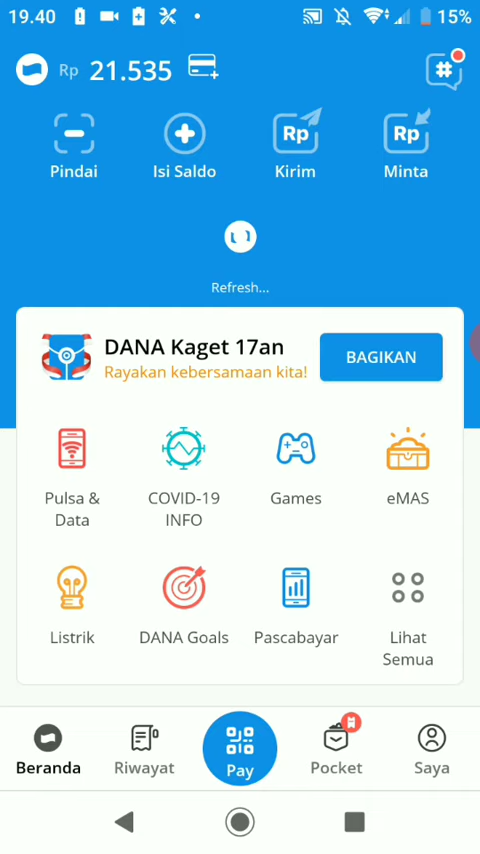 19.40
15%
Rp 21.535
#
Pindai
Isi Saldo
Rp
Kirim
Rp
Minta
Refresh...
DANA Kaget 17an
Rayakan kebersamaan kita!
BAGIKAN
Pulsa &
Data
COVID-19
INFO
Games
eMAS
Listrik
DANA Goals
Pascabayar
Lihat
Semua
Beranda
Riwayat
Pay
Pocket
Saya